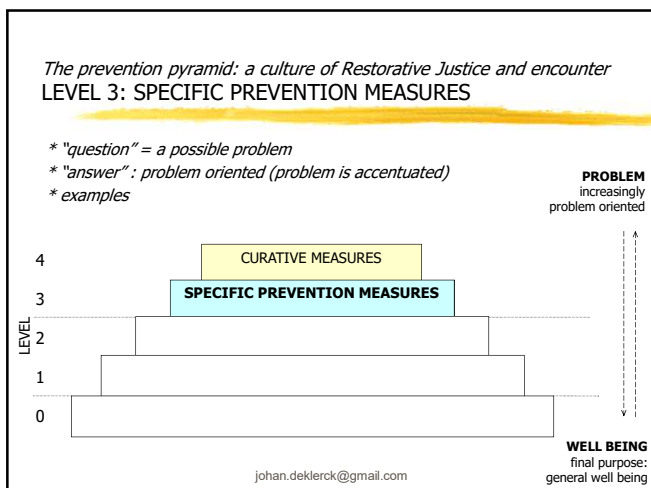 The prevention pyramid: a culture of Restorative Justice and encounter
LEVEL 3: SPECIFIC PREVENTION MEASURES
* "question" = a possible problem
* "answer" : problem oriented (problem is accentuated)
* examples
PROBLEM
increasingly
problem oriented
4
CURATIVE MEASURES
3
SPECIFIC PREVENTION MEASURES
LEVEL
2
1
0
WELL BEING
final purpose:
general well being
johan.deklerck@gmail.com